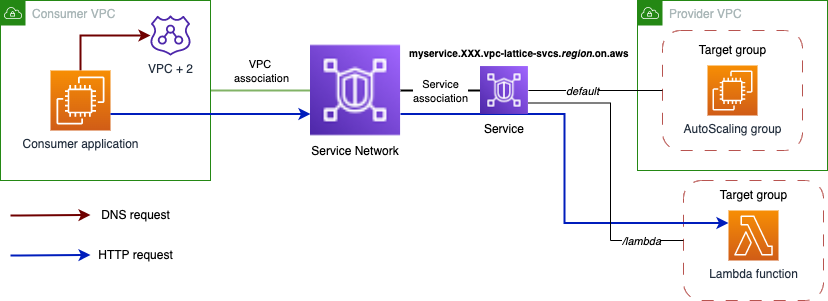 Consumer VPC
VPC + 2
Consumer application
VPC
association
Service Network
myservice.XXX.vpc-lattice-svcs.region.on.aws
Service
association
Service
default
/lambda
Provider VPC
Target group
AutoScaling group
Target group
Lambda function
DNS request
HTTP request